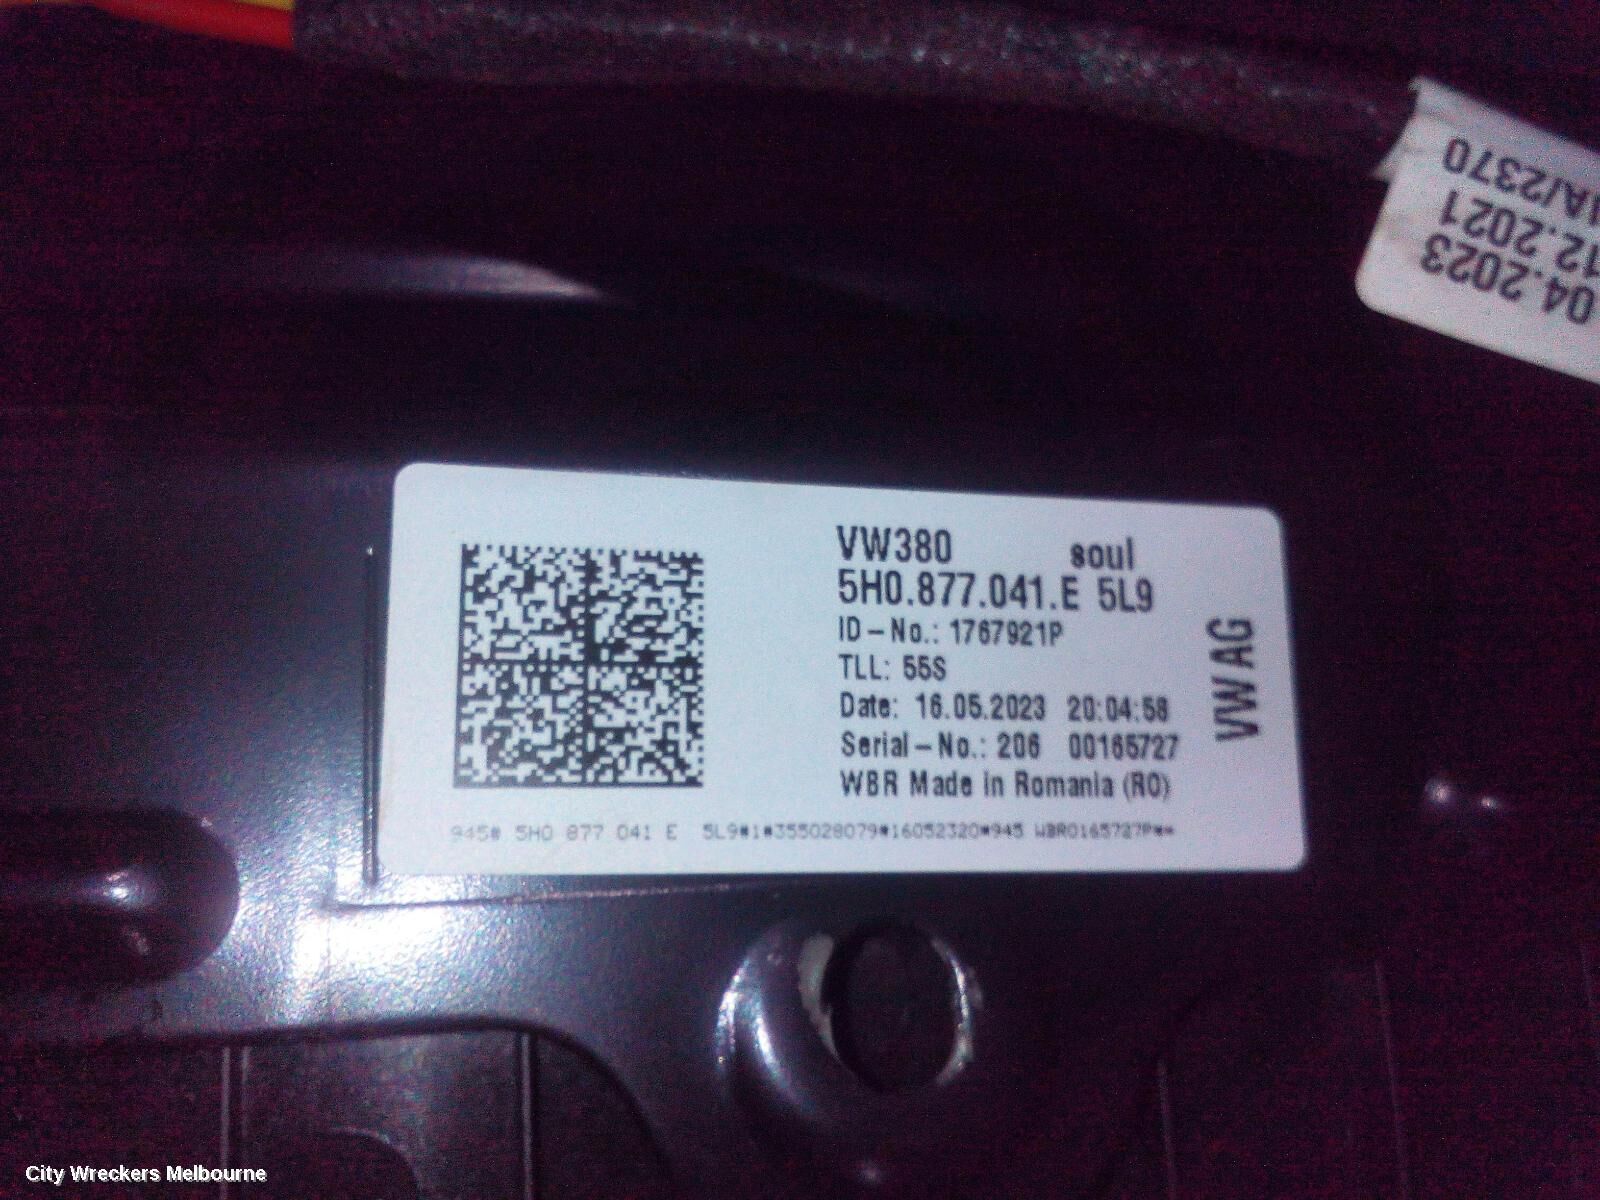 VW380 soul
5H0.877.041.E 5L9
ID-No.: 1767921P
TLL: 55S
Date: 16.05.2023 20:04:58
Serial-No.: 206 00165727
WBR Made in Romania (RO)
VW AG
945# 5H0 877 041 E 5L9#1#355028079#16052320*945 WBR0165727P**
04.2023
12.2021
1A/2370
City Wreckers Melbourne